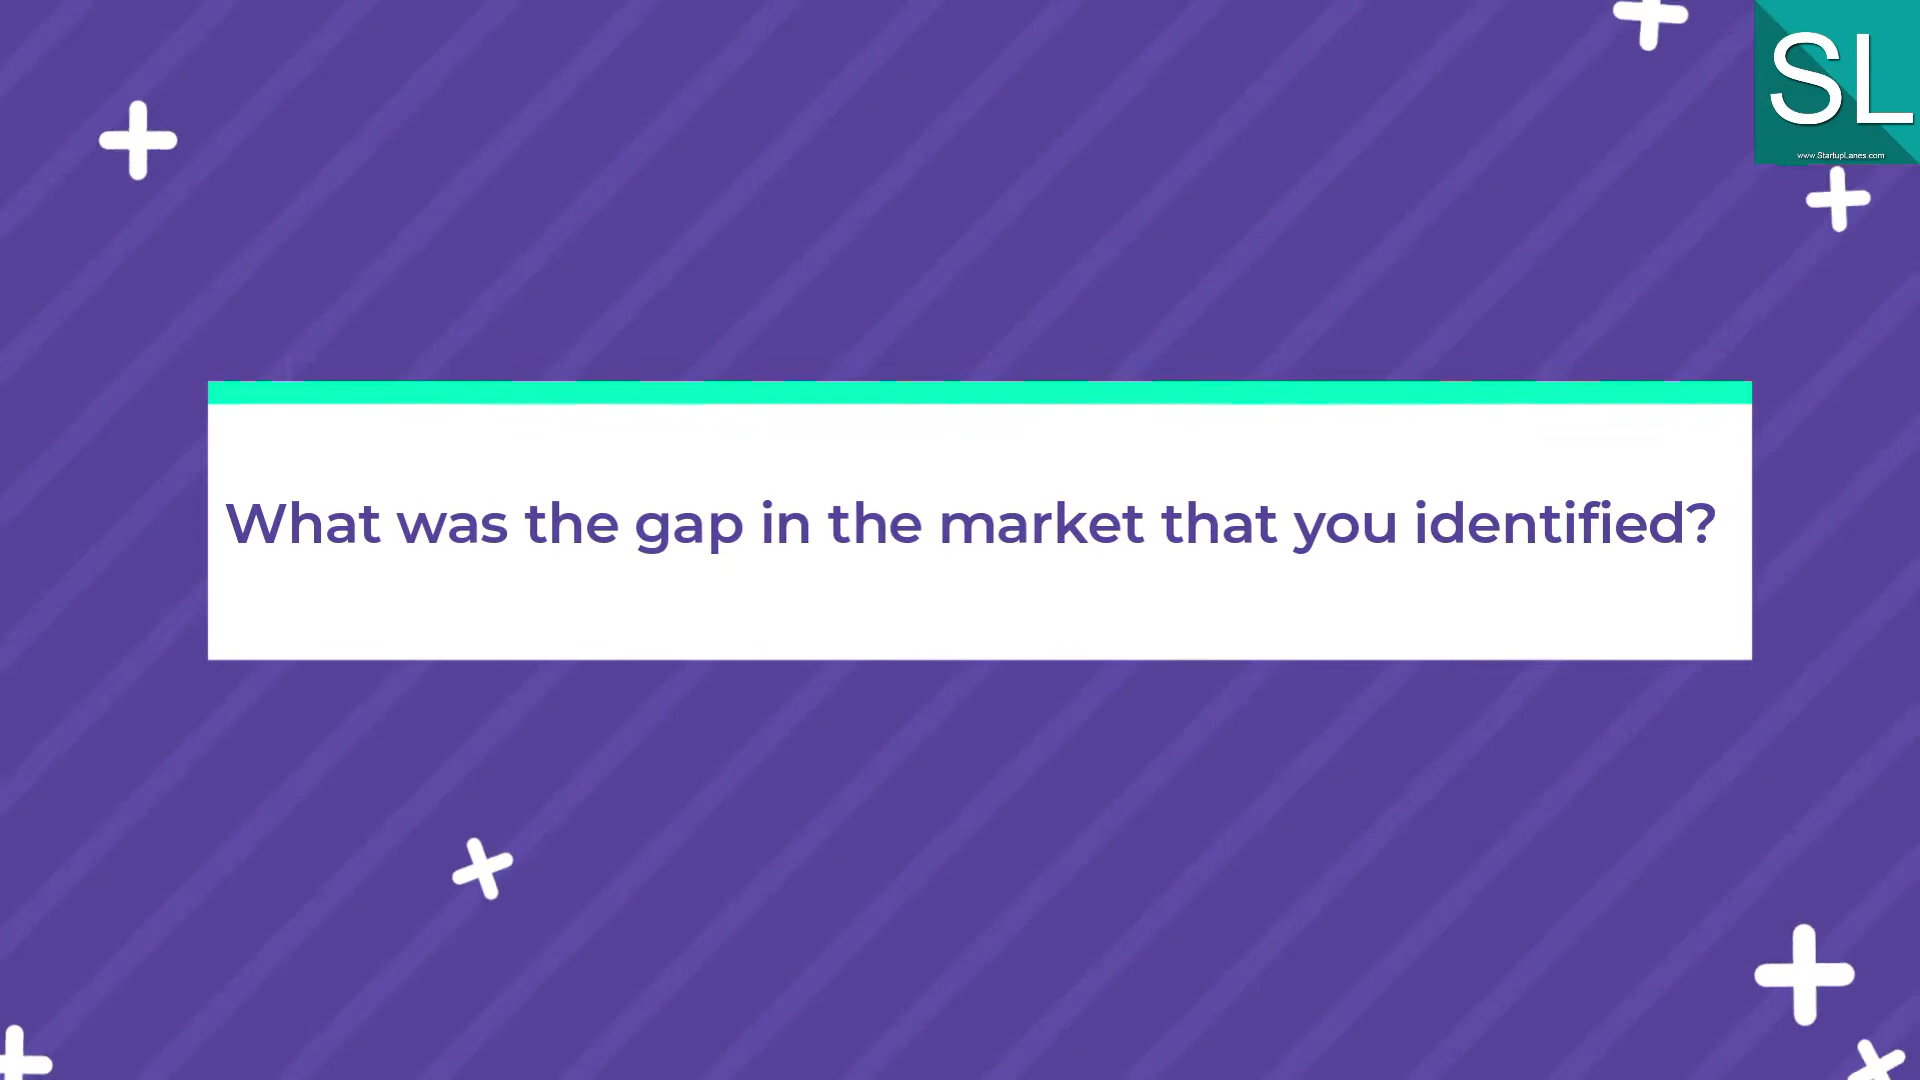 SL
www.StartupLanes.com
What was the gap in the market that you identified?